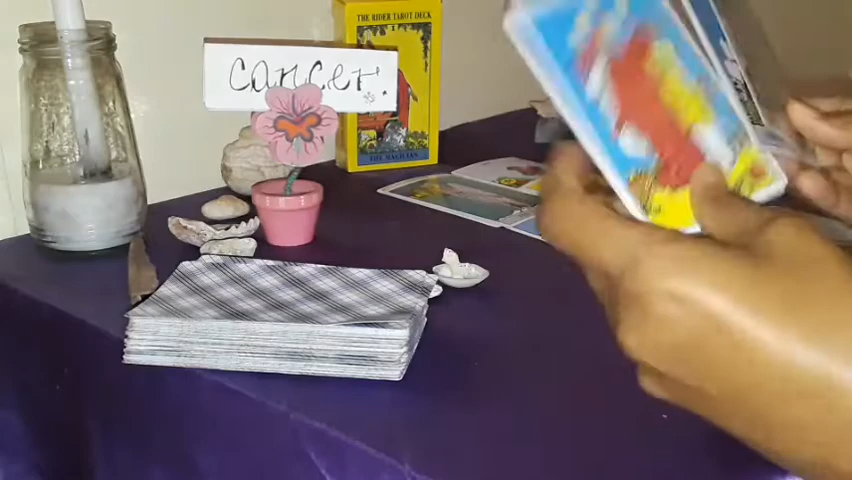 THE RIDER TAROT DECK
Cancer.
THE MAGICIAN.